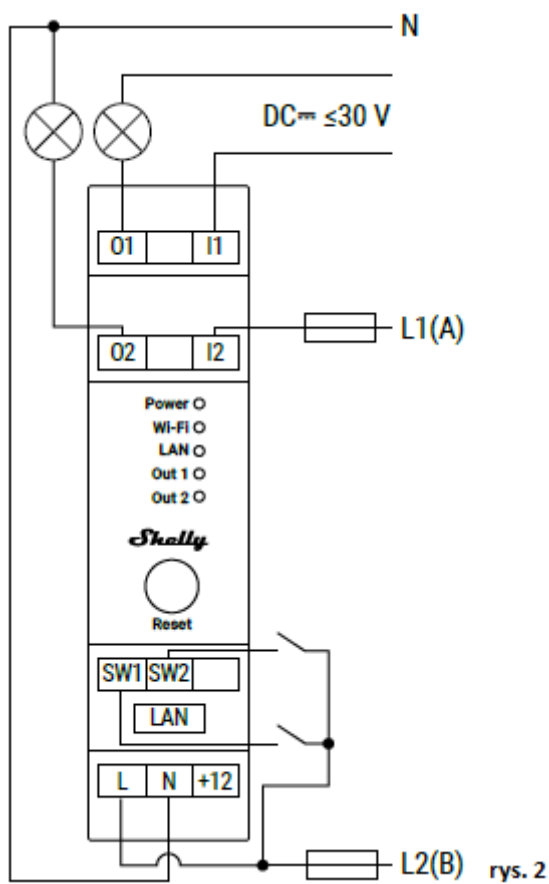 N
DC⎓ ≤30 V
O1 I1
L1(A)
O2 I2
Power
Wi-Fi
LAN
Out 1
Out 2
Shelly
Reset
SW1 SW2
LAN
L N +12
L2(B) rys. 2